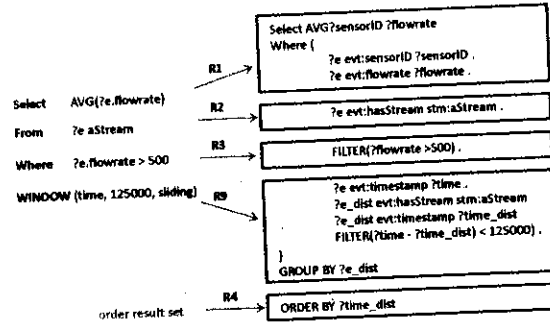 Select AVG?sensorID ?flowrate
Where {
?e evt:sensorID ?sensorID .
?e evt:flowrate ?flowrate .
R1
Select AVG(?e.flowrate)
R2
?e evt:hasStream stm:aStream .
From ?e aStream
R3
FILTER(?flowrate >500) .
Where ?e.flowrate > 500
WINDOW (time, 125000, sliding)
R9
?e evt:timestamp ?time .
?e_dist evt:hasStream stm:aStream
?e_dist evt:timestamp ?time_dist
FILTER(?time - ?time_dist) < 125000) .
}
GROUP BY ?e_dist
order result set
R4
ORDER BY ?time_dist